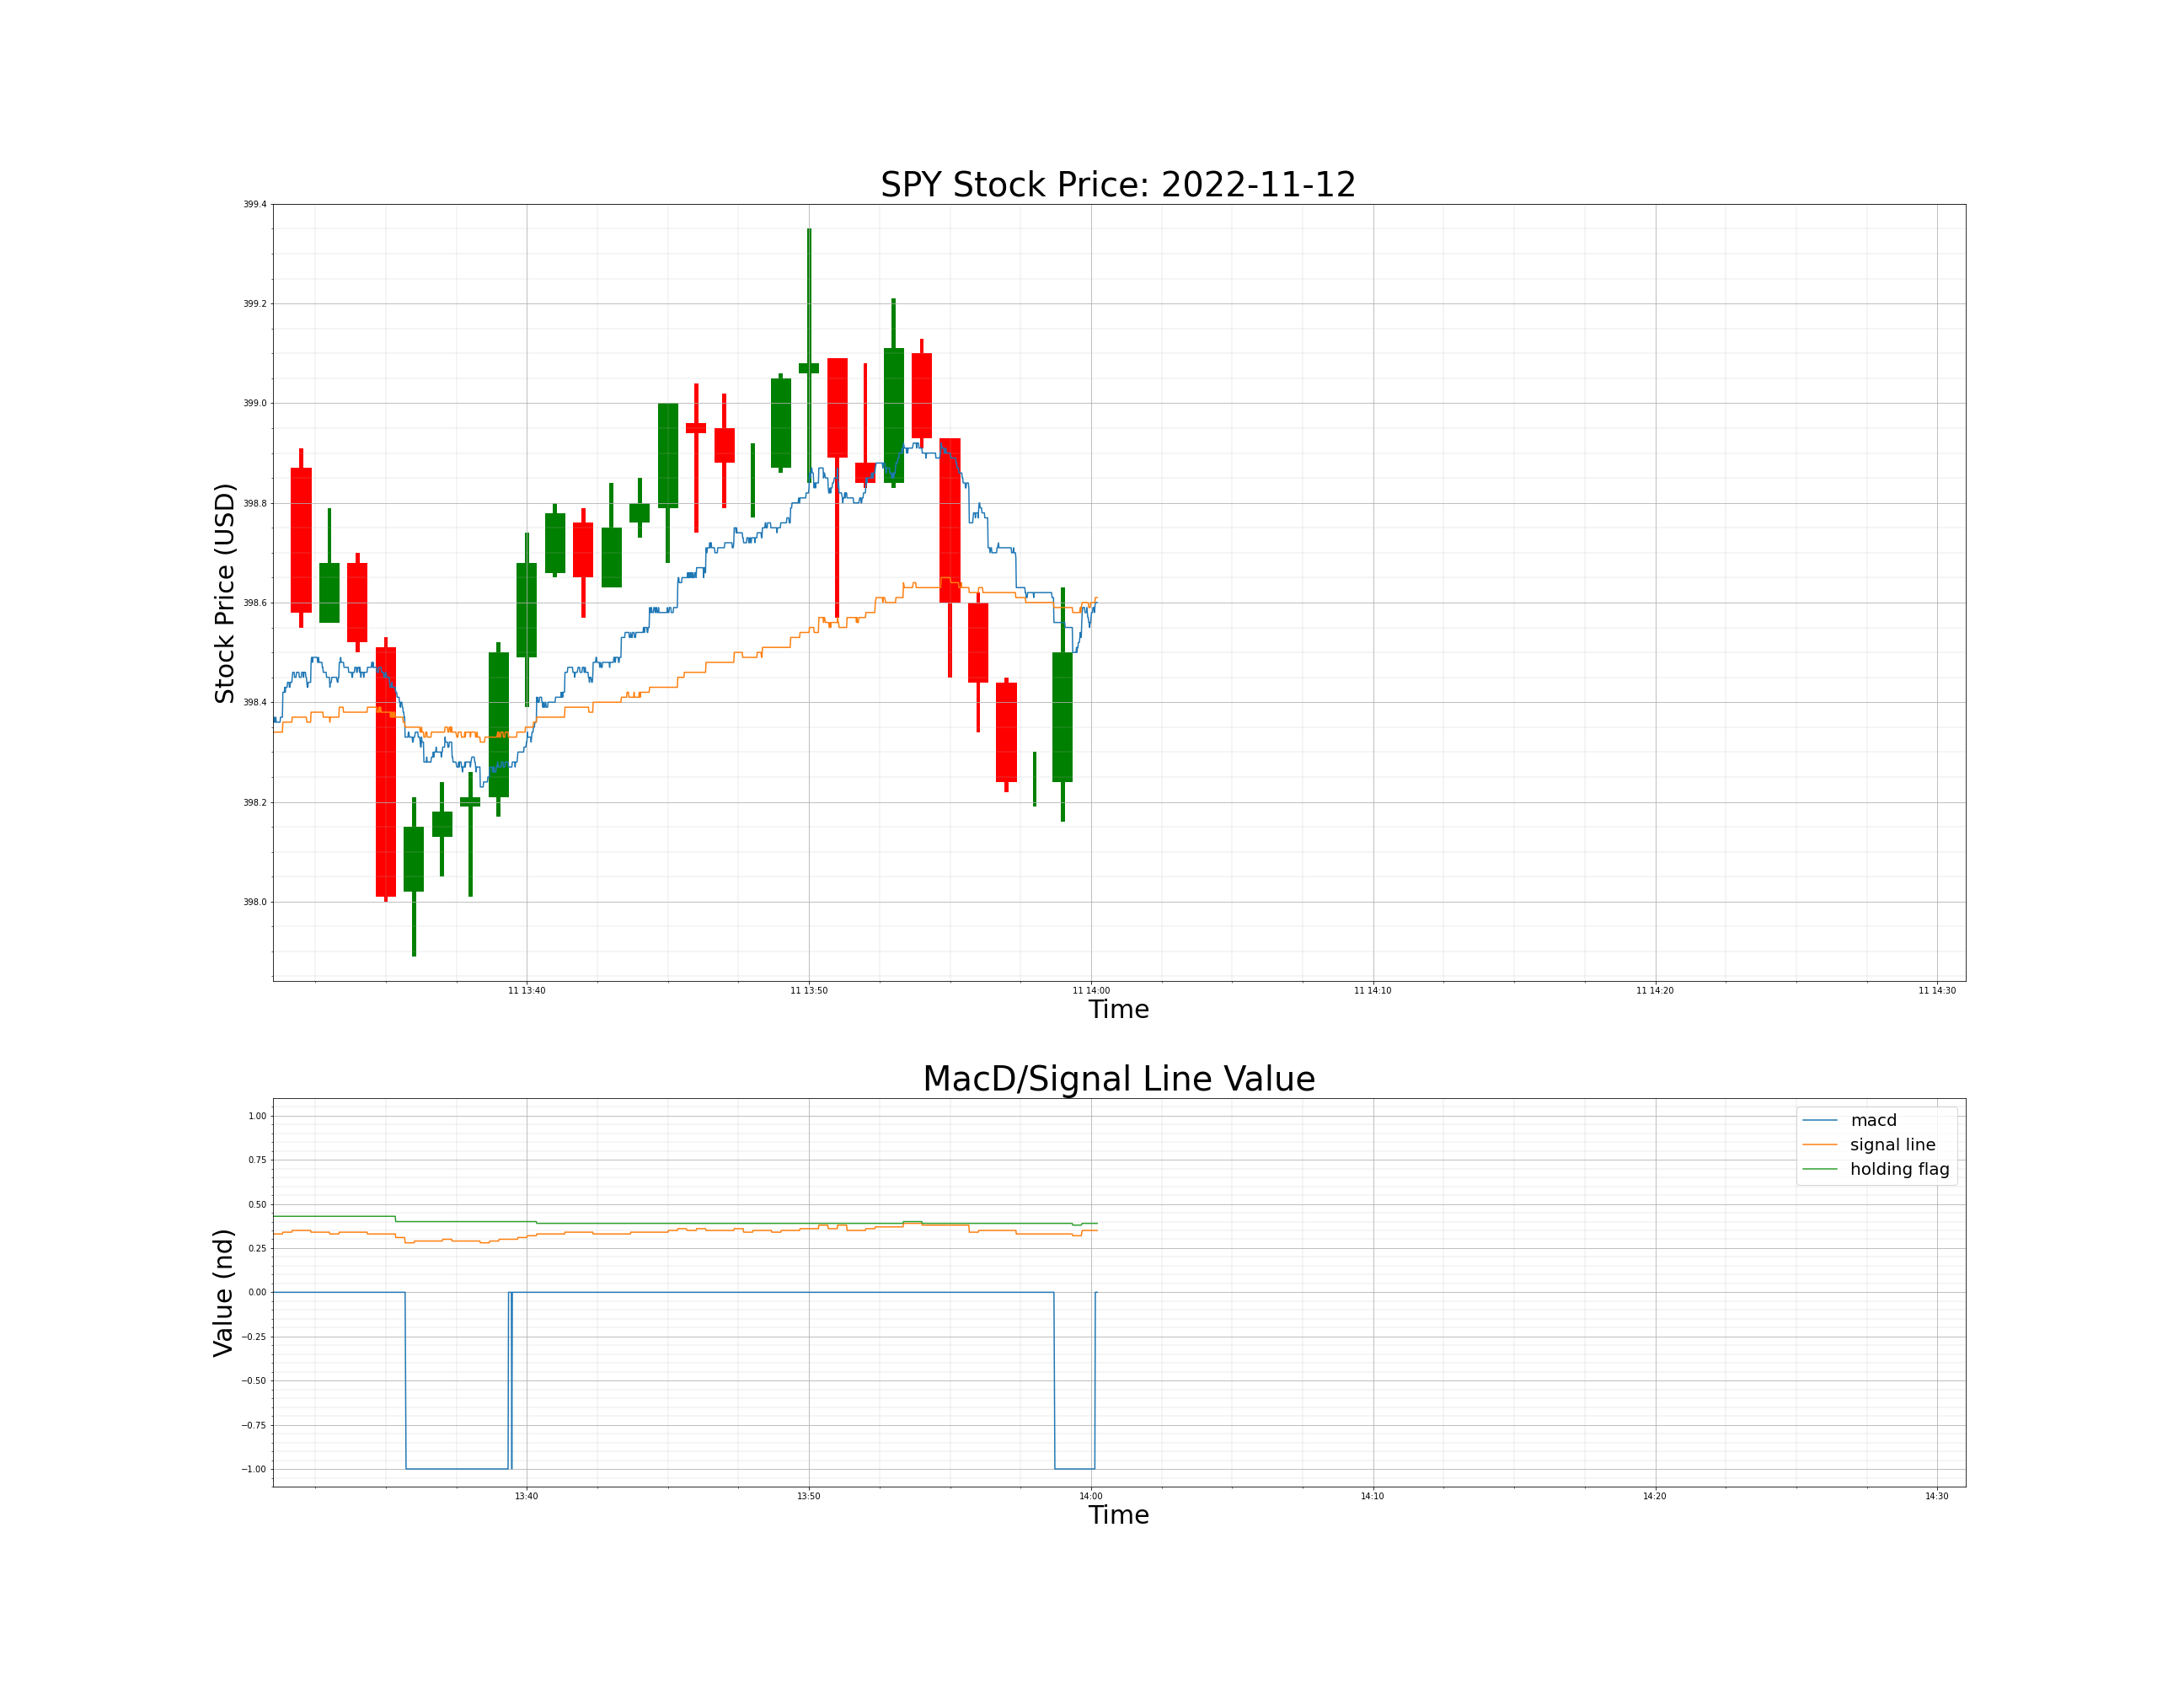 SPY Stock Price: 2022-11-12
399.4
399.2
399.0
398.8
398.6
398.4
398.2
398.0
Stock Price (USD)
11 13:40 11 13:50 11 14:00 11 14:10 11 14:20 11 14:30
Time
MacD/Signal Line Value
1.00
0.75
0.50
0.25
0.00
−0.25
−0.50
−0.75
−1.00
Value (nd)
macd
signal line
holding flag
13:40 13:50 14:00 14:10 14:20 14:30
Time